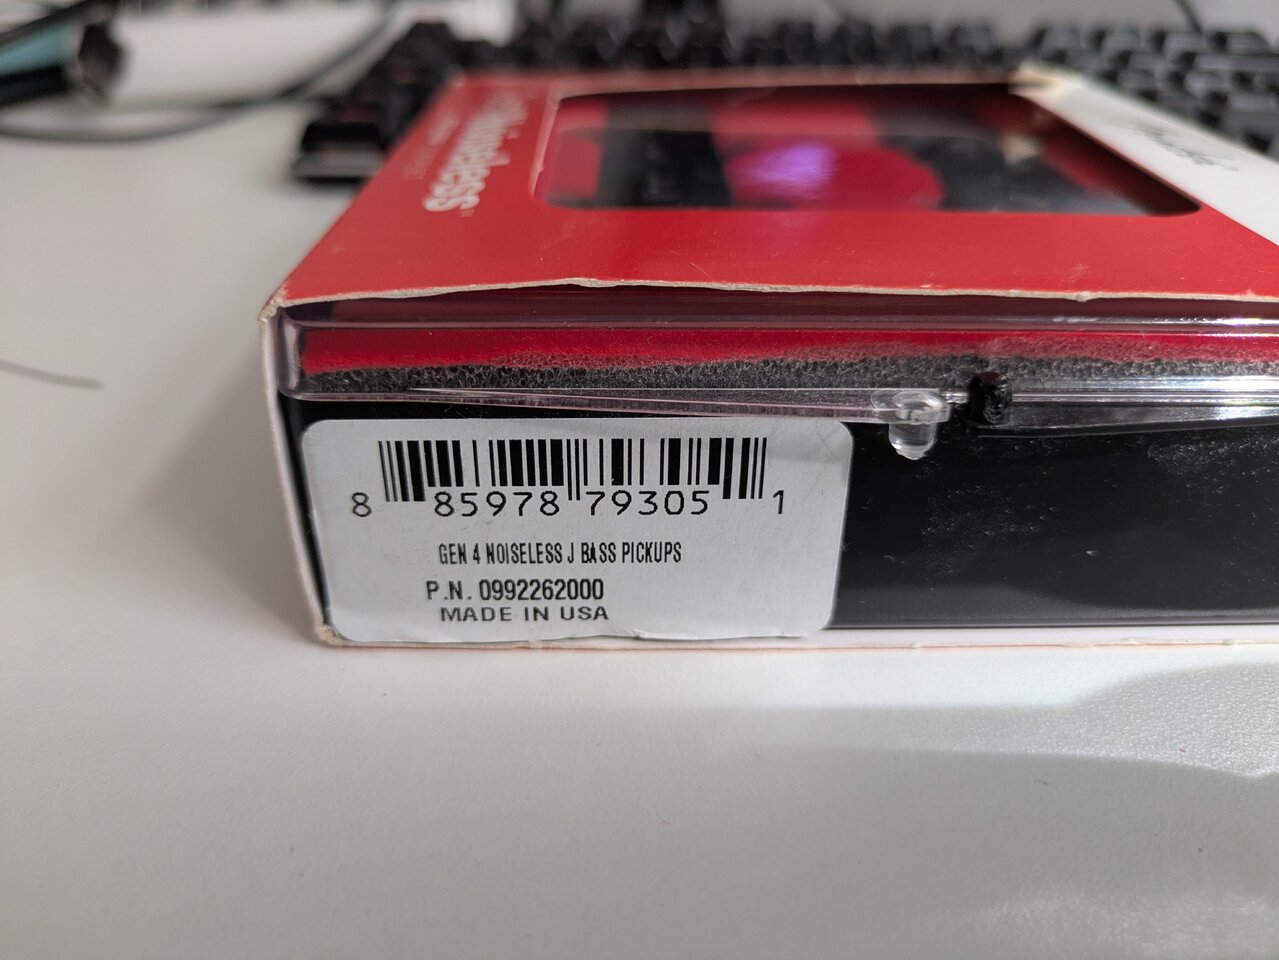 Noiseless
8 85978 79305 1
GEN 4 NOISELESS J BASS PICKUPS
P.N. 0992262000
MADE IN USA